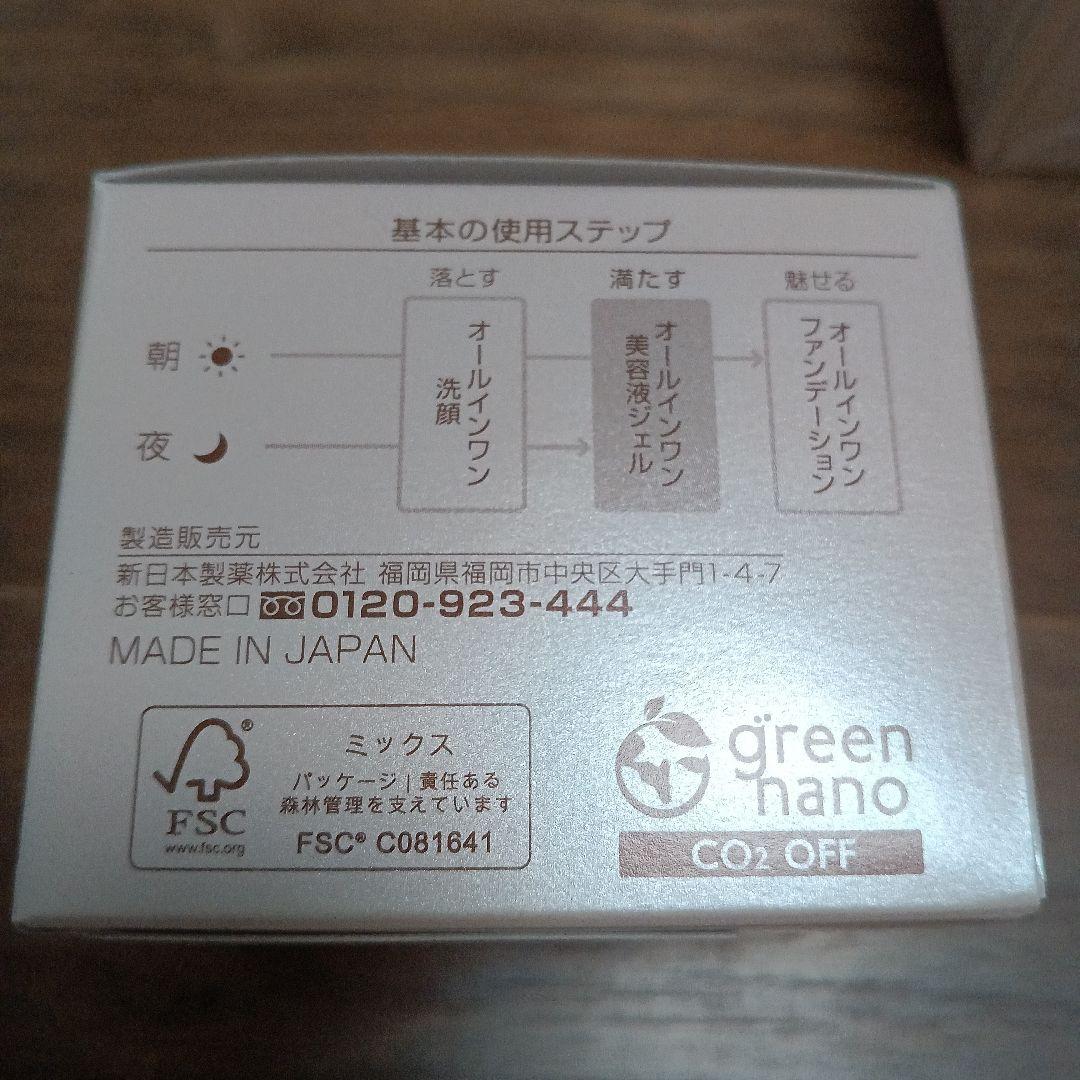 基本の使用ステップ
落とす 満たす 魅せる
朝
夜
オールインワン
洗顔
オールインワン
美容液ジェル
オールインワン
ファンデーション
製造販売元
新日本製薬株式会社 福岡県福岡市中央区大手門1-4-7
お客様窓口 0120-923-444
MADE IN JAPAN
FSC
www.fsc.org
ミックス
パッケージ|責任ある
森林管理を支えています
FSC® C081641
green
nano
CO2 OFF